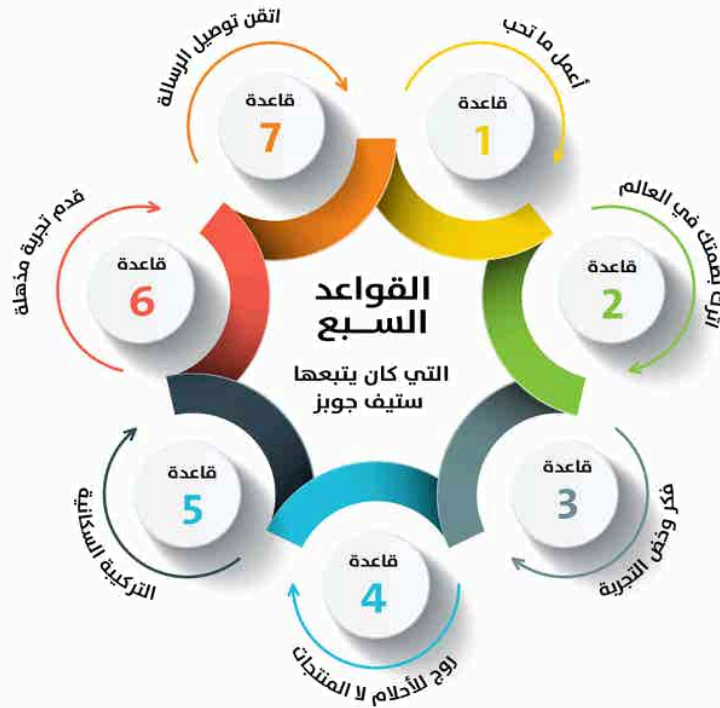 القواعد
السبع
التي كان يتبعها
ستيف جوبز
قاعدة
1
أعمل ما تحب
قاعدة
2
اترك بصمتك في العالم
قاعدة
3
فكر وخض التجربة
قاعدة
4
روج للأحلام لا المنتجات
قاعدة
5
التركيبة السكانية
قاعدة
6
قدم تجربة مذهلة
قاعدة
7
اتقن توصيل الرسالة